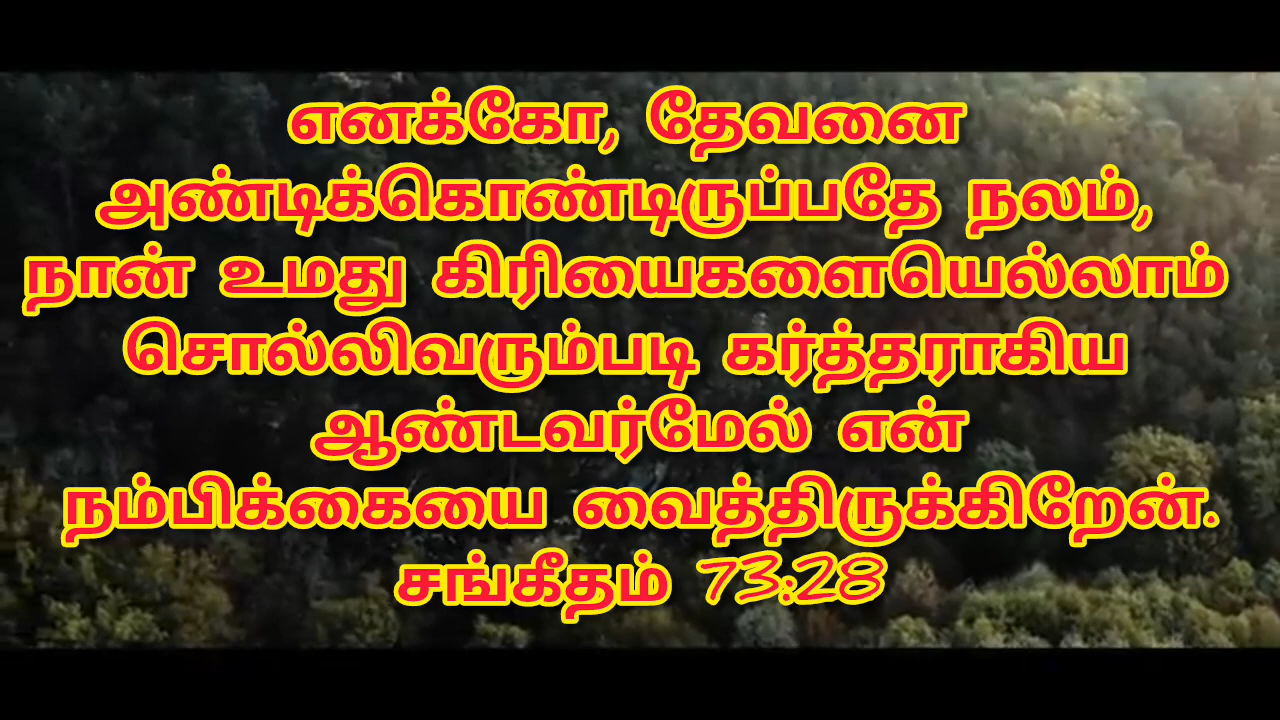 எனக்கோ, தேவனை
அண்டிக்கொண்டிருப்பதே நலம்,
நான் உமது கிரியைகளையெல்லாம்
சொல்லிவரும்படி கர்த்தராகிய
ஆண்டவர்மேல் என்
நம்பிக்கையை வைத்திருக்கிறேன்.
சங்கீதம் 73:28